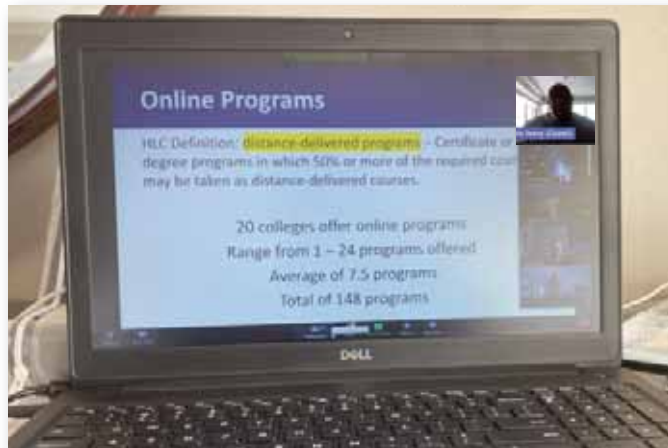 Online Programs
HLC Definition: distance-delivered programs – Certificate or
degree programs in which 50% or more of the required
may be taken as distance-delivered courses.
20 colleges offer online programs
Range from 1 – 24 programs offered
Average of 7.5 programs
Total of 148 programs
DELL